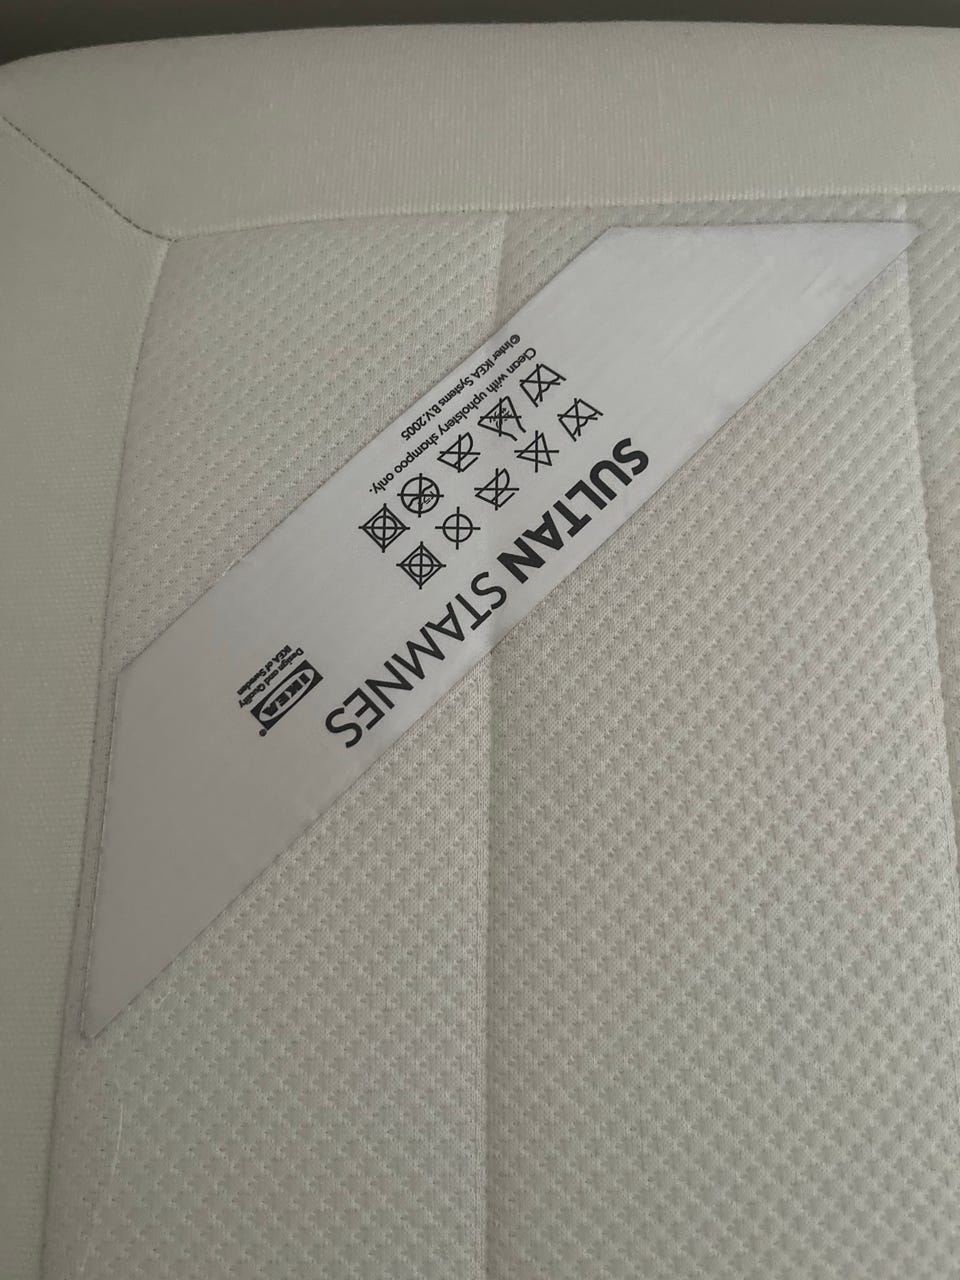 SULTAN STAMNES
Clean with upholstery shampoo only.
©Inter IKEA Systems B.V.2005
IKEA®
Design and Quality
IKEA of Sweden